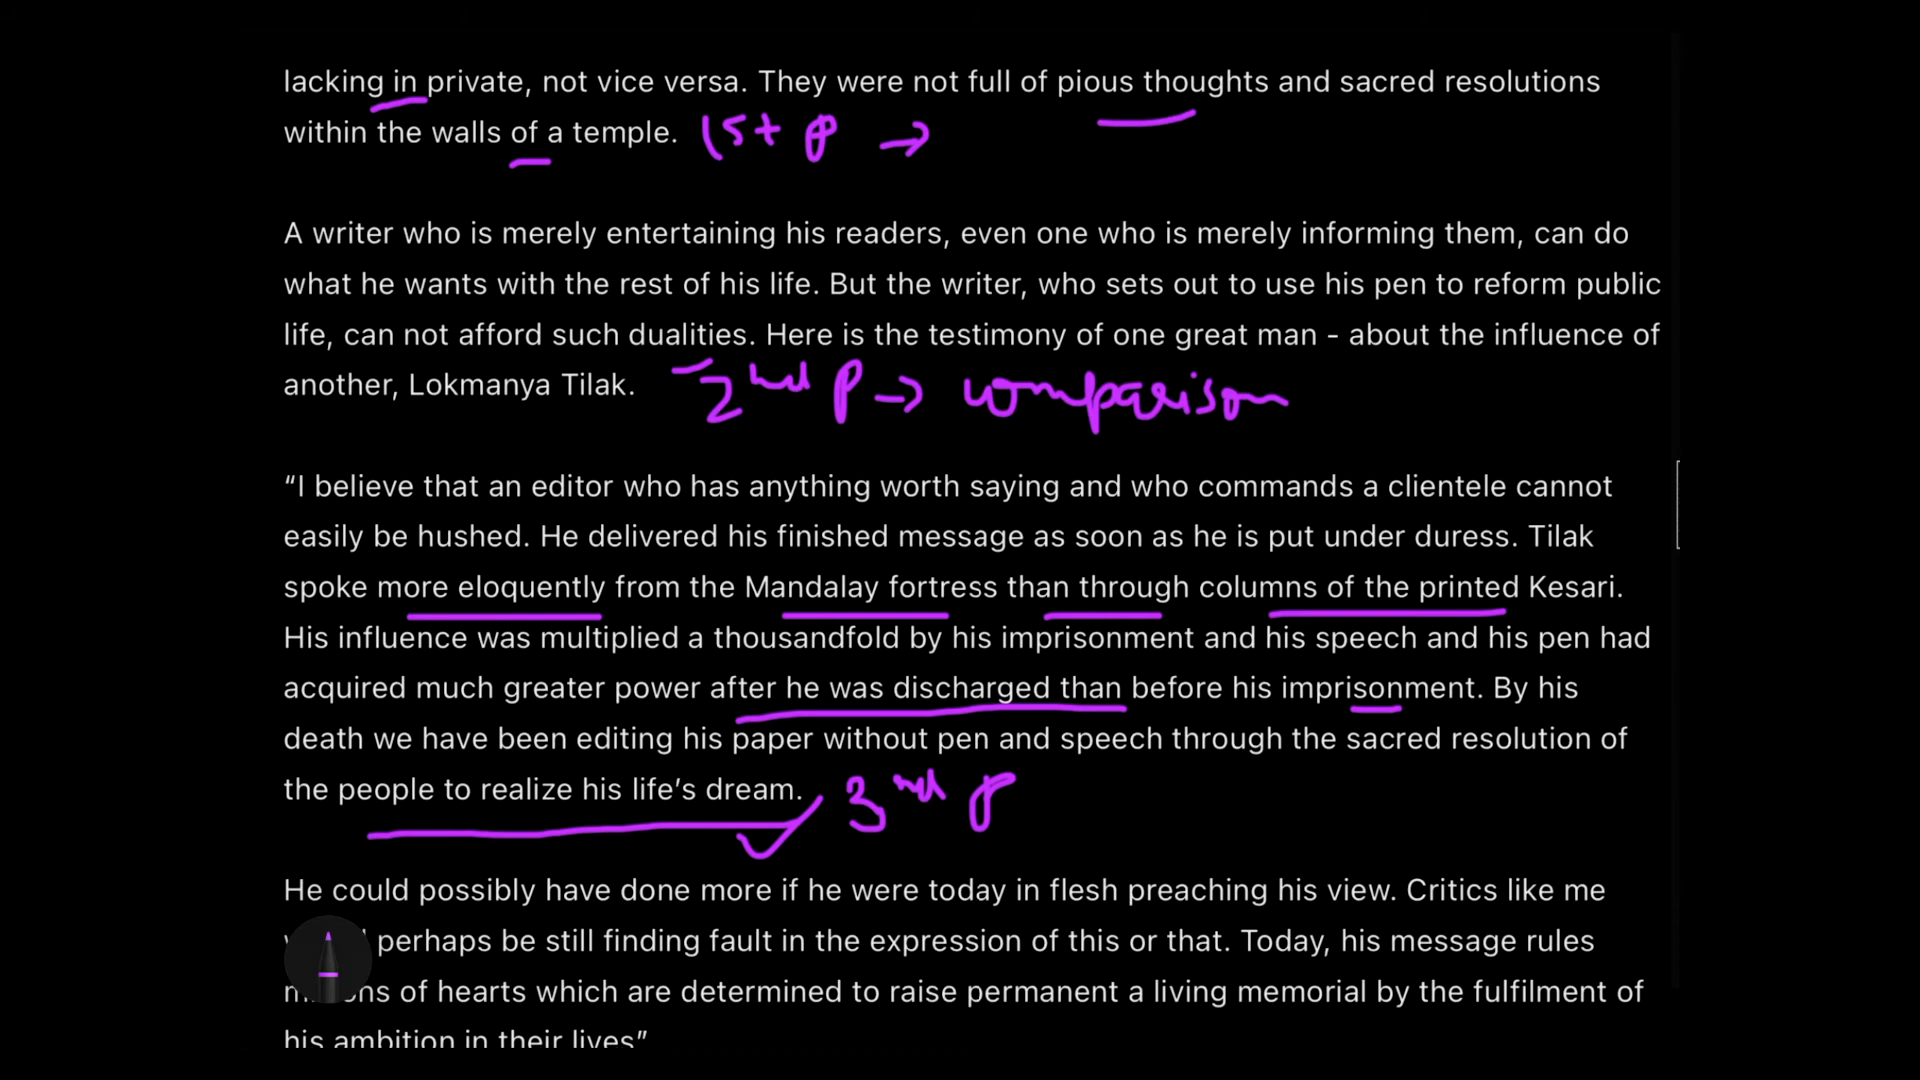 lacking in private, not vice versa. They were not full of pious thoughts and sacred resolutions
within the walls of a temple. 1st p →
A writer who is merely entertaining his readers, even one who is merely informing them, can do
what he wants with the rest of his life. But the writer, who sets out to use his pen to reform public
life, can not afford such dualities. Here is the testimony of one great man - about the influence of
another, Lokmanya Tilak. 2nd p → comparison
“I believe that an editor who has anything worth saying and who commands a clientele cannot
easily be hushed. He delivered his finished message as soon as he is put under duress. Tilak
spoke more eloquently from the Mandalay fortress than through columns of the printed Kesari.
His influence was multiplied a thousandfold by his imprisonment and his speech and his pen had
acquired much greater power after he was discharged than before his imprisonment. By his
death we have been editing his paper without pen and speech through the sacred resolution of
the people to realize his life’s dream. 3nd p
He could possibly have done more if he were today in flesh preaching his view. Critics like me
perhaps be still finding fault in the expression of this or that. Today, his message rules
of hearts which are determined to raise permanent a living memorial by the fulfilment of
his ambition in their lives”